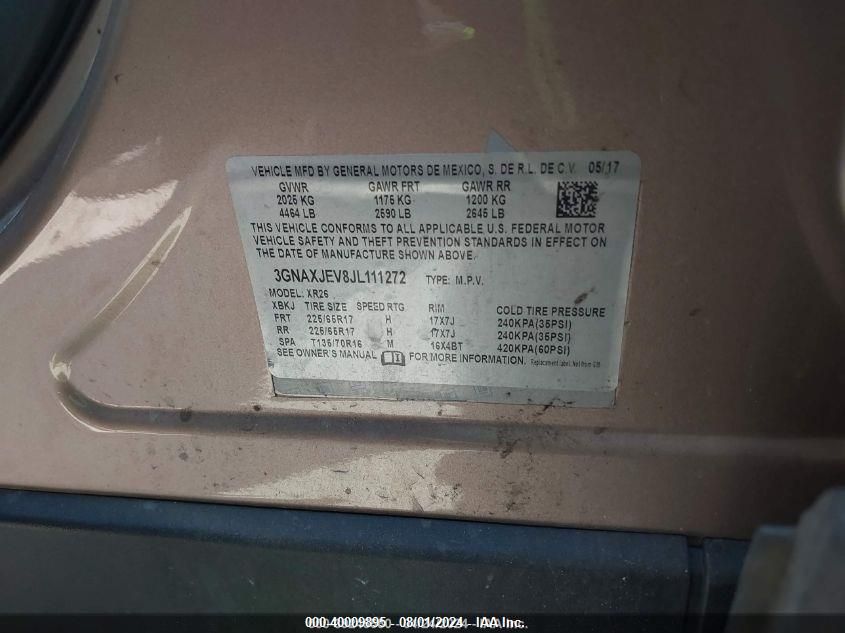 VEHICLE MFD BY GENERAL MOTORS DE MEXICO, S. DE R.L. DE C.V. 05/17
GVWR GAWR FRT GAWR RR
2025 KG 1175 KG 1200 KG
4464 LB 2590 LB 2645 LB
THIS VEHICLE CONFORMS TO ALL APPLICABLE U.S. FEDERAL MOTOR
VEHICLE SAFETY AND THEFT PREVENTION STANDARDS IN EFFECT ON
THE DATE OF MANUFACTURE SHOWN ABOVE.
3GNAXJEV8JL111272 TYPE: M.P.V.
MODEL: XR26
XBKJ TIRE SIZE SPEED RTG RIM COLD TIRE PRESSURE
FRT 225/65R17 H 17X7J 240KPA(35PSI)
RR 225/65R17 H 17X7J 240KPA(35PSI)
SPA T135/70R16 M 16X4BT 420KPA(60PSI)
SEE OWNER'S MANUAL FOR MORE INFORMATION. Replacement label. Not from GM
000-40009895 - 08/01/2024 - IAA Inc.